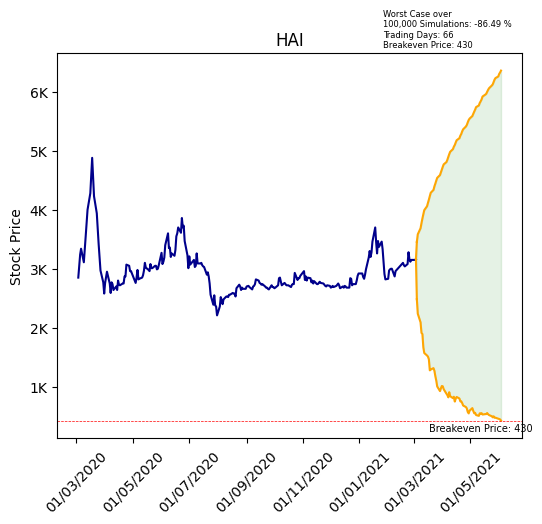 Worst Case over
100,000 Simulations: -86.49 %
Trading Days: 66
Breakeven Price: 430
HAI
6K
5K
4K
3K
2K
1K
Stock Price
Breakeven Price: 430
01/03/2020
01/05/2020
01/07/2020
01/09/2020
01/11/2020
01/01/2021
01/03/2021
01/05/2021